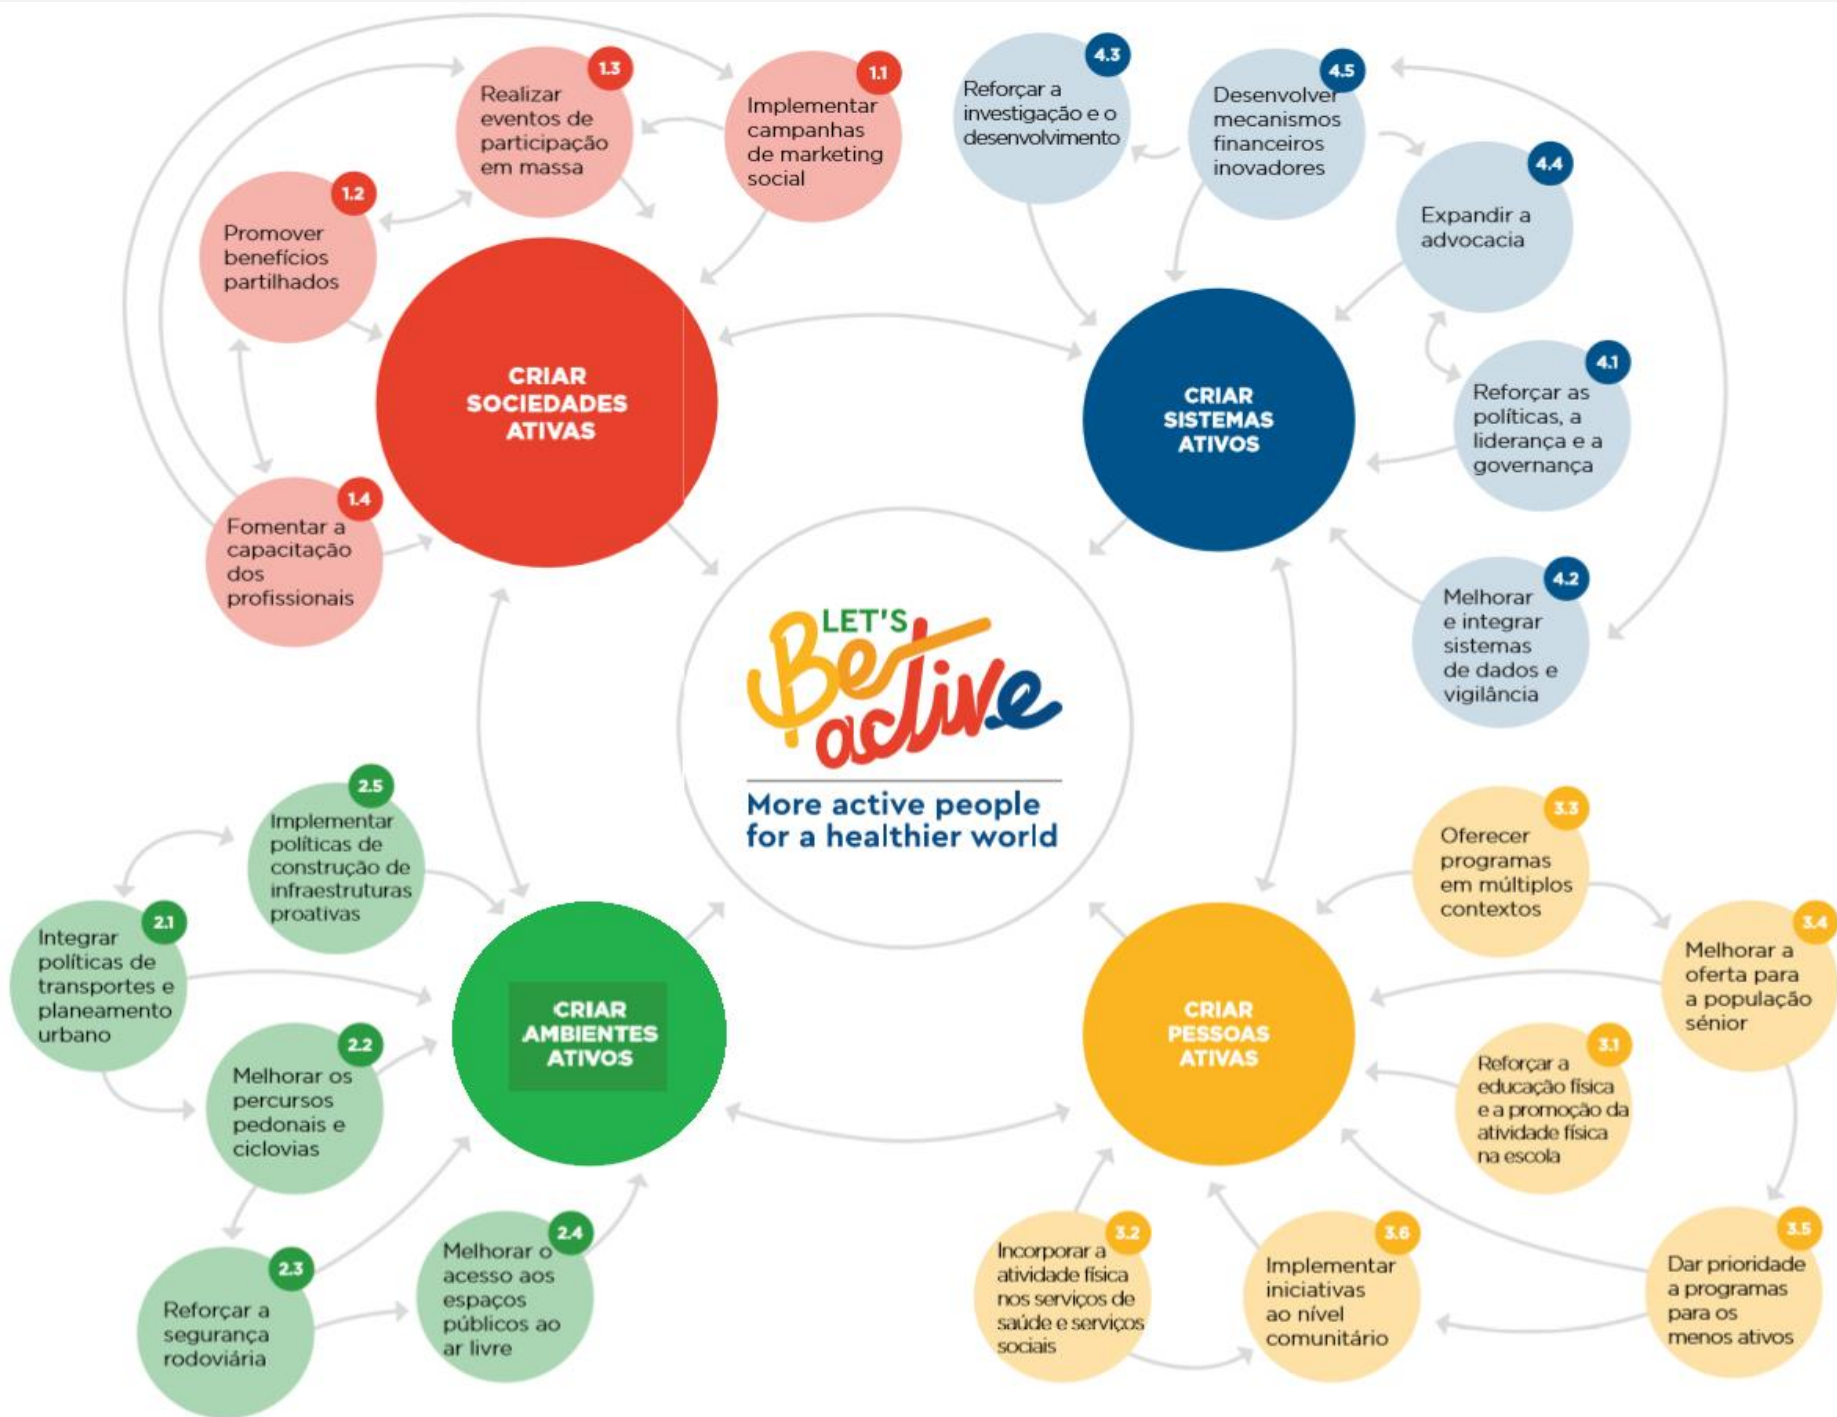 1.3
Realizar
eventos de
participação
em massa
1.1
Implementar
campanhas
de marketing
social
1.2
Promover
benefícios
partilhados
CRIAR
SOCIEDADES
ATIVAS
1.4
Fomentar a
capacitação
dos
profissionais
4.3
Reforçar a
investigação e o
desenvolvimento
4.5
Desenvolver
mecanismos
financeiros
inovadores
4.4
Expandir a
advocacia
CRIAR
SISTEMAS
ATIVOS
4.1
Reforçar as
políticas, a
liderança e a
governança
4.2
Melhorar
e integrar
sistemas
de dados e
vigilância
LET'S
Be
active
More active people
for a healthier world
2.5
Implementar
políticas de
construção de
infraestruturas
proativas
2.1
Integrar
políticas de
transportes e
planeamento
urbano
2.2
Melhorar os
percursos
pedonais e
ciclovias
CRIAR
AMBIENTES
ATIVOS
2.3
Reforçar a
segurança
rodoviária
2.4
Melhorar o
acesso aos
espaços
públicos ao
ar livre
3.3
Oferecer
programas
em múltiplos
contextos
3.4
Melhorar a
oferta para
a população
sénior
CRIAR
PESSOAS
ATIVAS
3.1
Reforçar a
educação física
e a promoção da
atividade física
na escola
3.2
Incorporar a
atividade física
nos serviços de
saúde e serviços
sociais
3.6
Implementar
iniciativas
ao nível
comunitário
3.5
Dar prioridade
a programas
para os
menos ativos